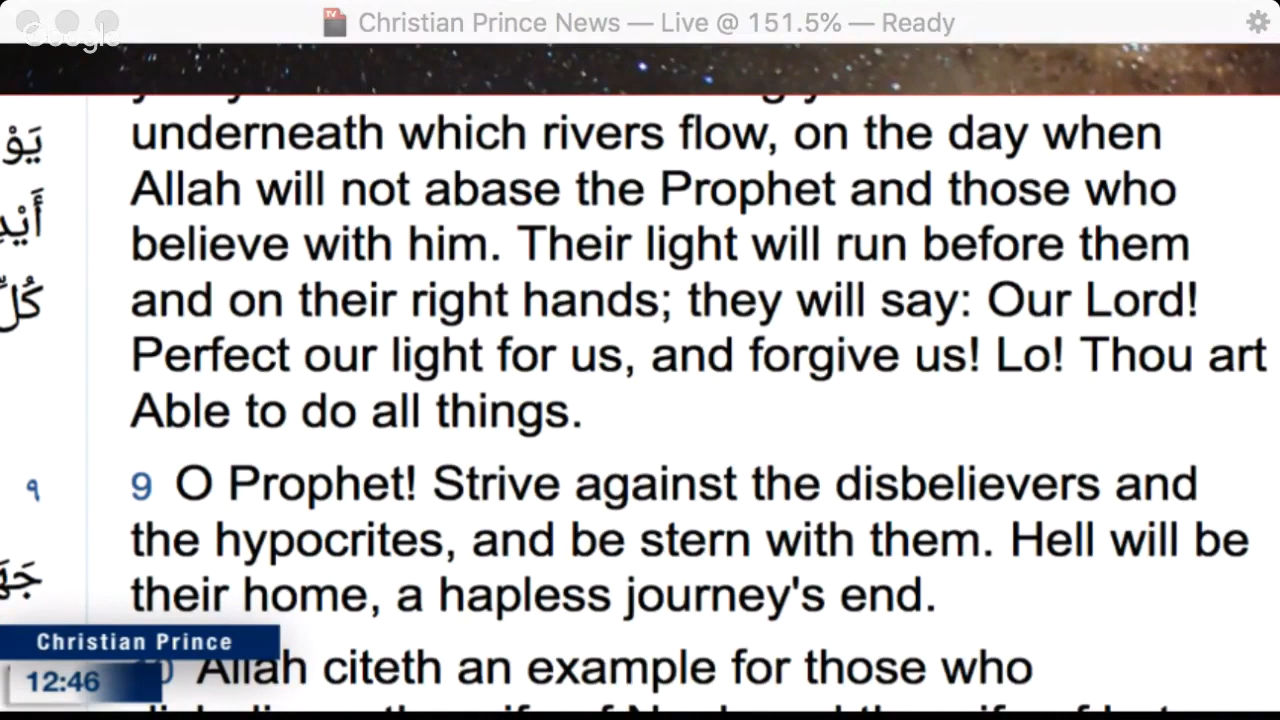 Christian Prince News — Live @ 151.5% — Ready
Google
underneath which rivers flow, on the day when
يَوْ
Allah will not abase the Prophet and those who
أَيْدِ
believe with him. Their light will run before them
and on their right hands; they will say: Our Lord!
كُلِّ
Perfect our light for us, and forgive us! Lo! Thou art
Able to do all things.
9 O Prophet! Strive against the disbelievers and
٩
the hypocrites, and be stern with them. Hell will be
جَهَ
their home, a hapless journey's end.
Christian Prince
Allah citeth an example for those who
12:46